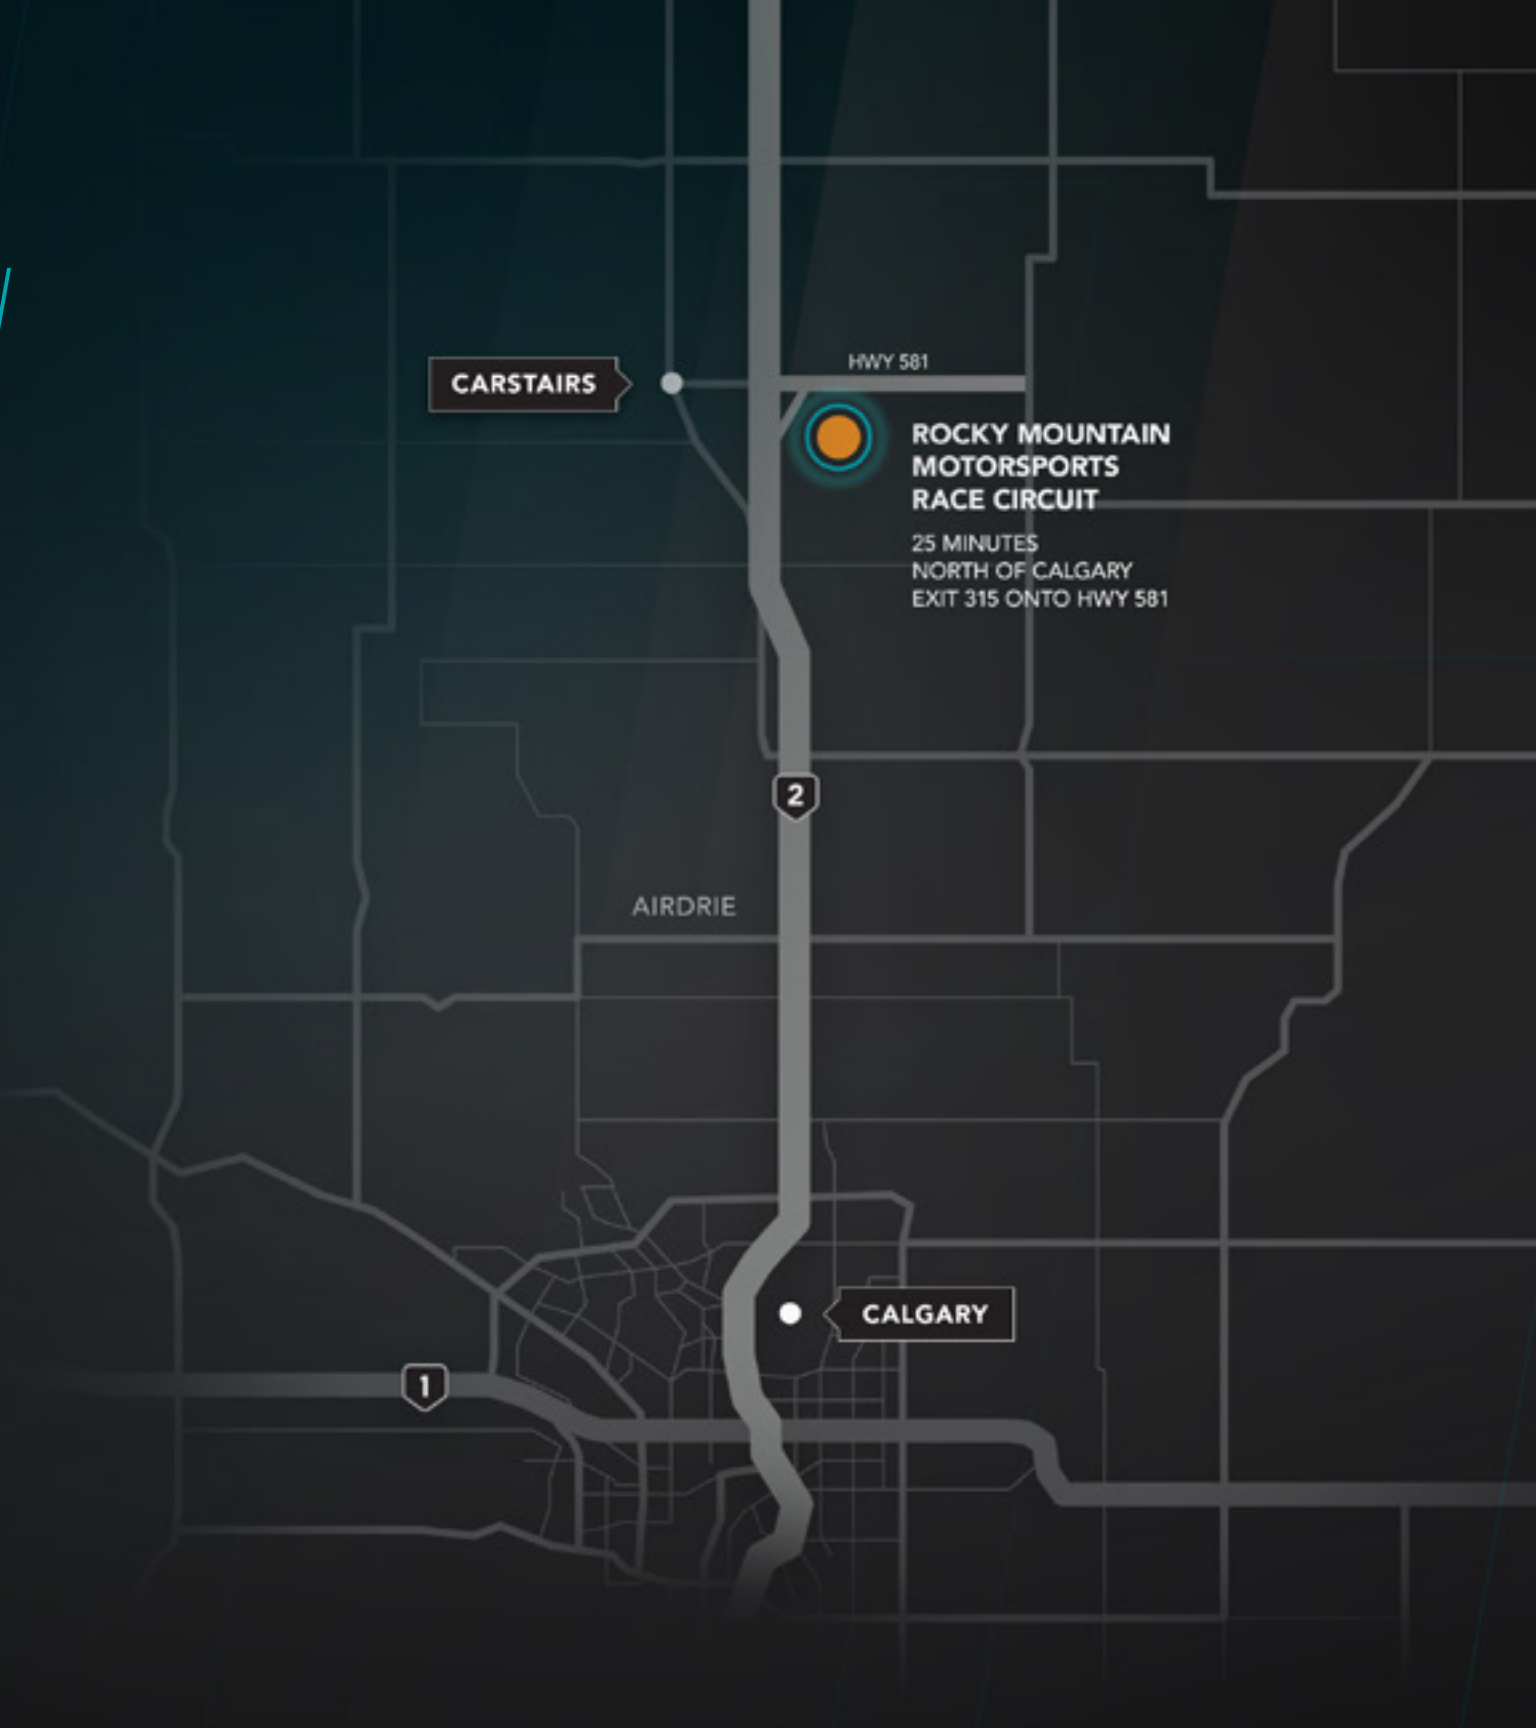 HWY 581
CARSTAIRS
ROCKY MOUNTAIN
MOTORSPORTS
RACE CIRCUIT
25 MINUTES
NORTH OF CALGARY
EXIT 315 ONTO HWY 581
2
AIRDRIE
CALGARY
1